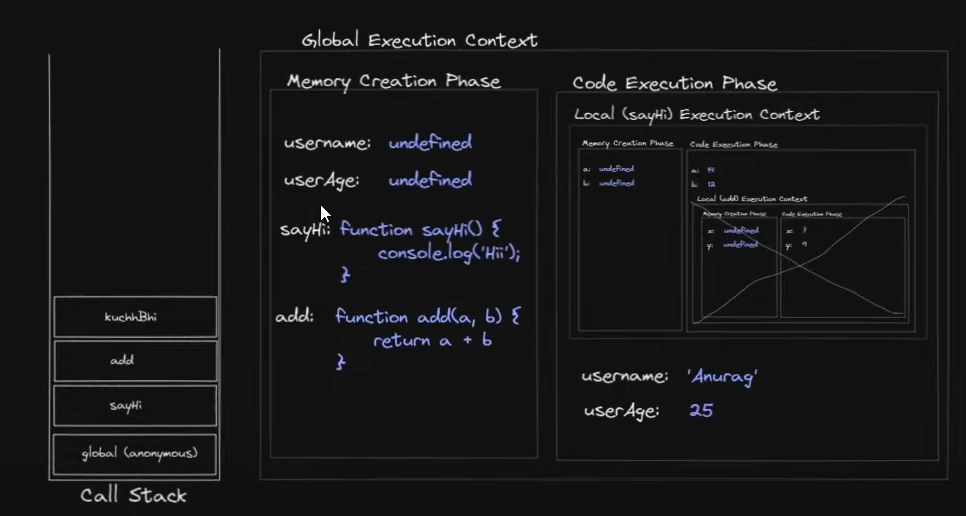 Global Execution Context
Memory Creation Phase
username: undefined
userAge: undefined
sayHi: function sayHi() {
console.log('Hii');
}
add: function add(a, b) {
return a + b
}
Code Execution Phase
Local (sayHi) Execution Context
Memory Creation Phase
a: undefined
b: undefined
Code Execution Phase
a:
b: 12
Local (add) Execution Context
Memory Creation Phase
x: undefined
y: undefined
Code Execution Phase
x:
y: 9
username: 'Anurag'
userAge: 25
kuchhBhi
add
sayHi
global (anonymous)
Call Stack